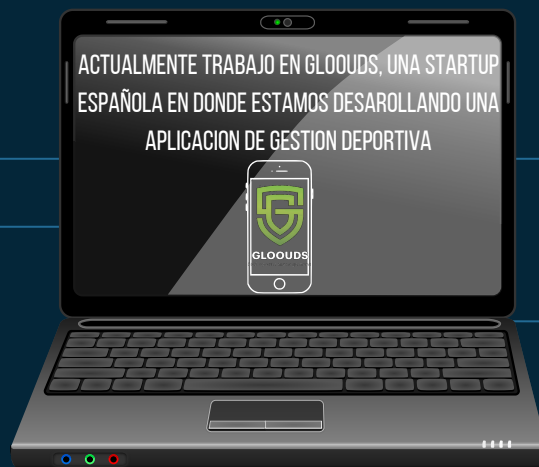 ACTUALMENTE TRABAJO EN GLOOUDS, UNA STARTUP
ESPAÑOLA EN DONDE ESTAMOS DESAROLLANDO UNA
APLICACION DE GESTION DEPORTIVA
GLOOUDS